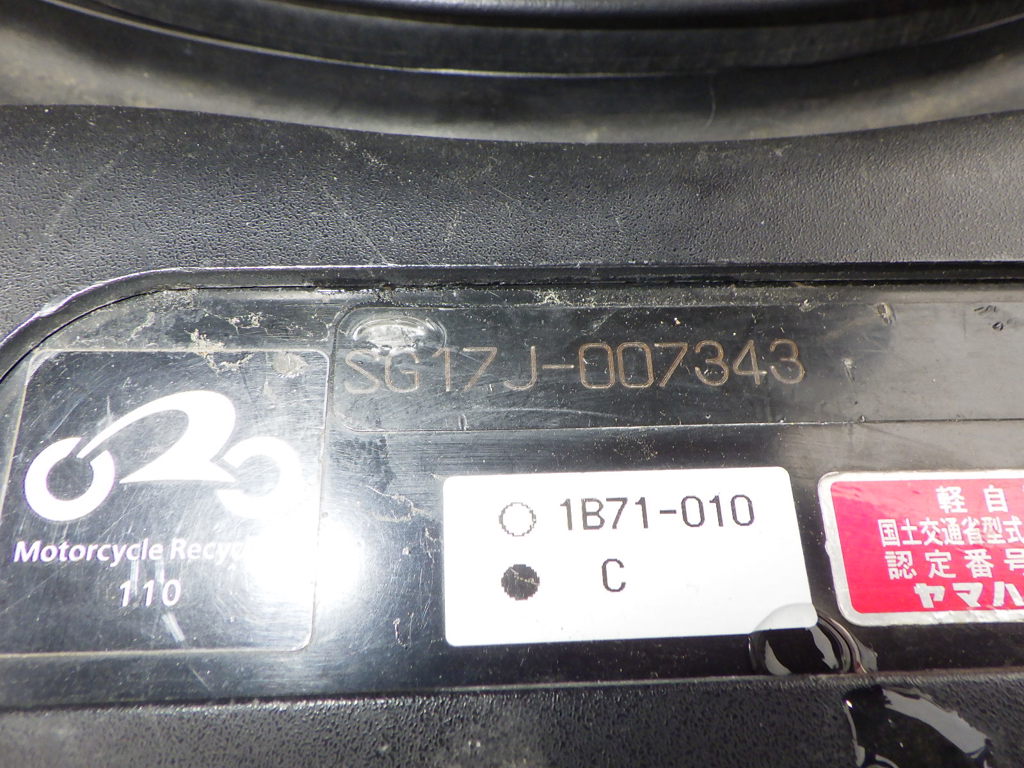 SG17J-007343
Motorcycle
110
1B71-010
C
軽自
国土交通省型式
認定番号
ヤマハ